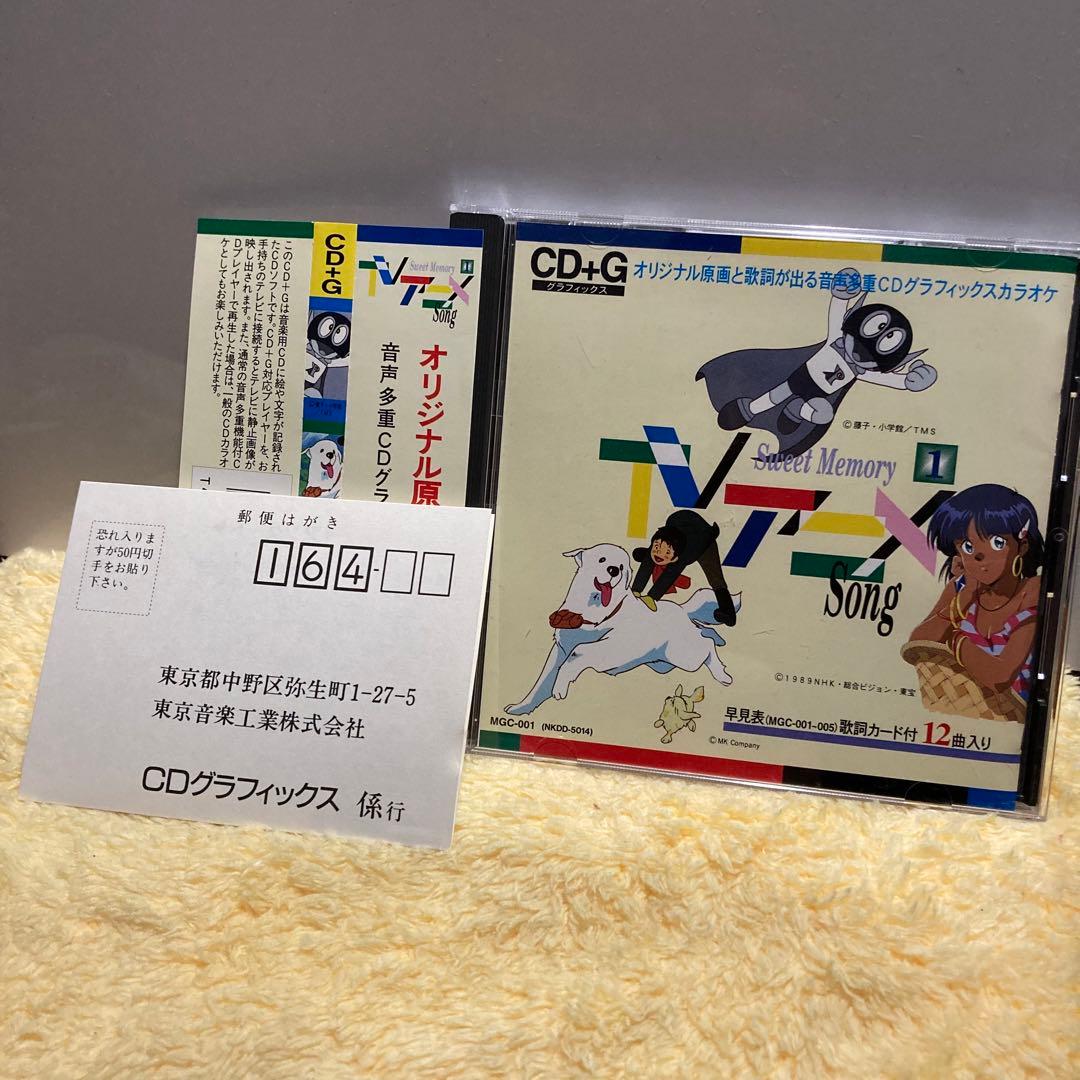 このCD+Gは音楽用CDに絵や文字が記録され
たCDソフトです。CD+G対応プレイヤーを、お
手持ちのテレビに接続するとテレビに静止画像が
映し出されます。また、通常の音声多重機能付C
Dプレイヤーで再生した場合は、一般のCDカラオ
ケとしてもお楽しみいただけます。
CD+G
Sweet Memory 1
TVアニメ
Song
オリジナル原
音声多重CDグラ
郵便はがき
恐れ入りま
すが50円切
手をお貼り
下さい。
164-
東京都中野区弥生町1-27-5
東京音楽工業株式会社
CDグラフィックス 係行
CD+G
グラフィックス
オリジナル原画と歌詞が出る音声多重CDグラフィックスカラオケ
©藤子・小学館/TMS
Sweet Memory 1
TVアニメ
Song
©1989NHK・総合ビジョン・東宝
MGC-001 (NKDD-5014)
©MK Company
早見表(MGC-001~005)歌詞カード付12曲入り